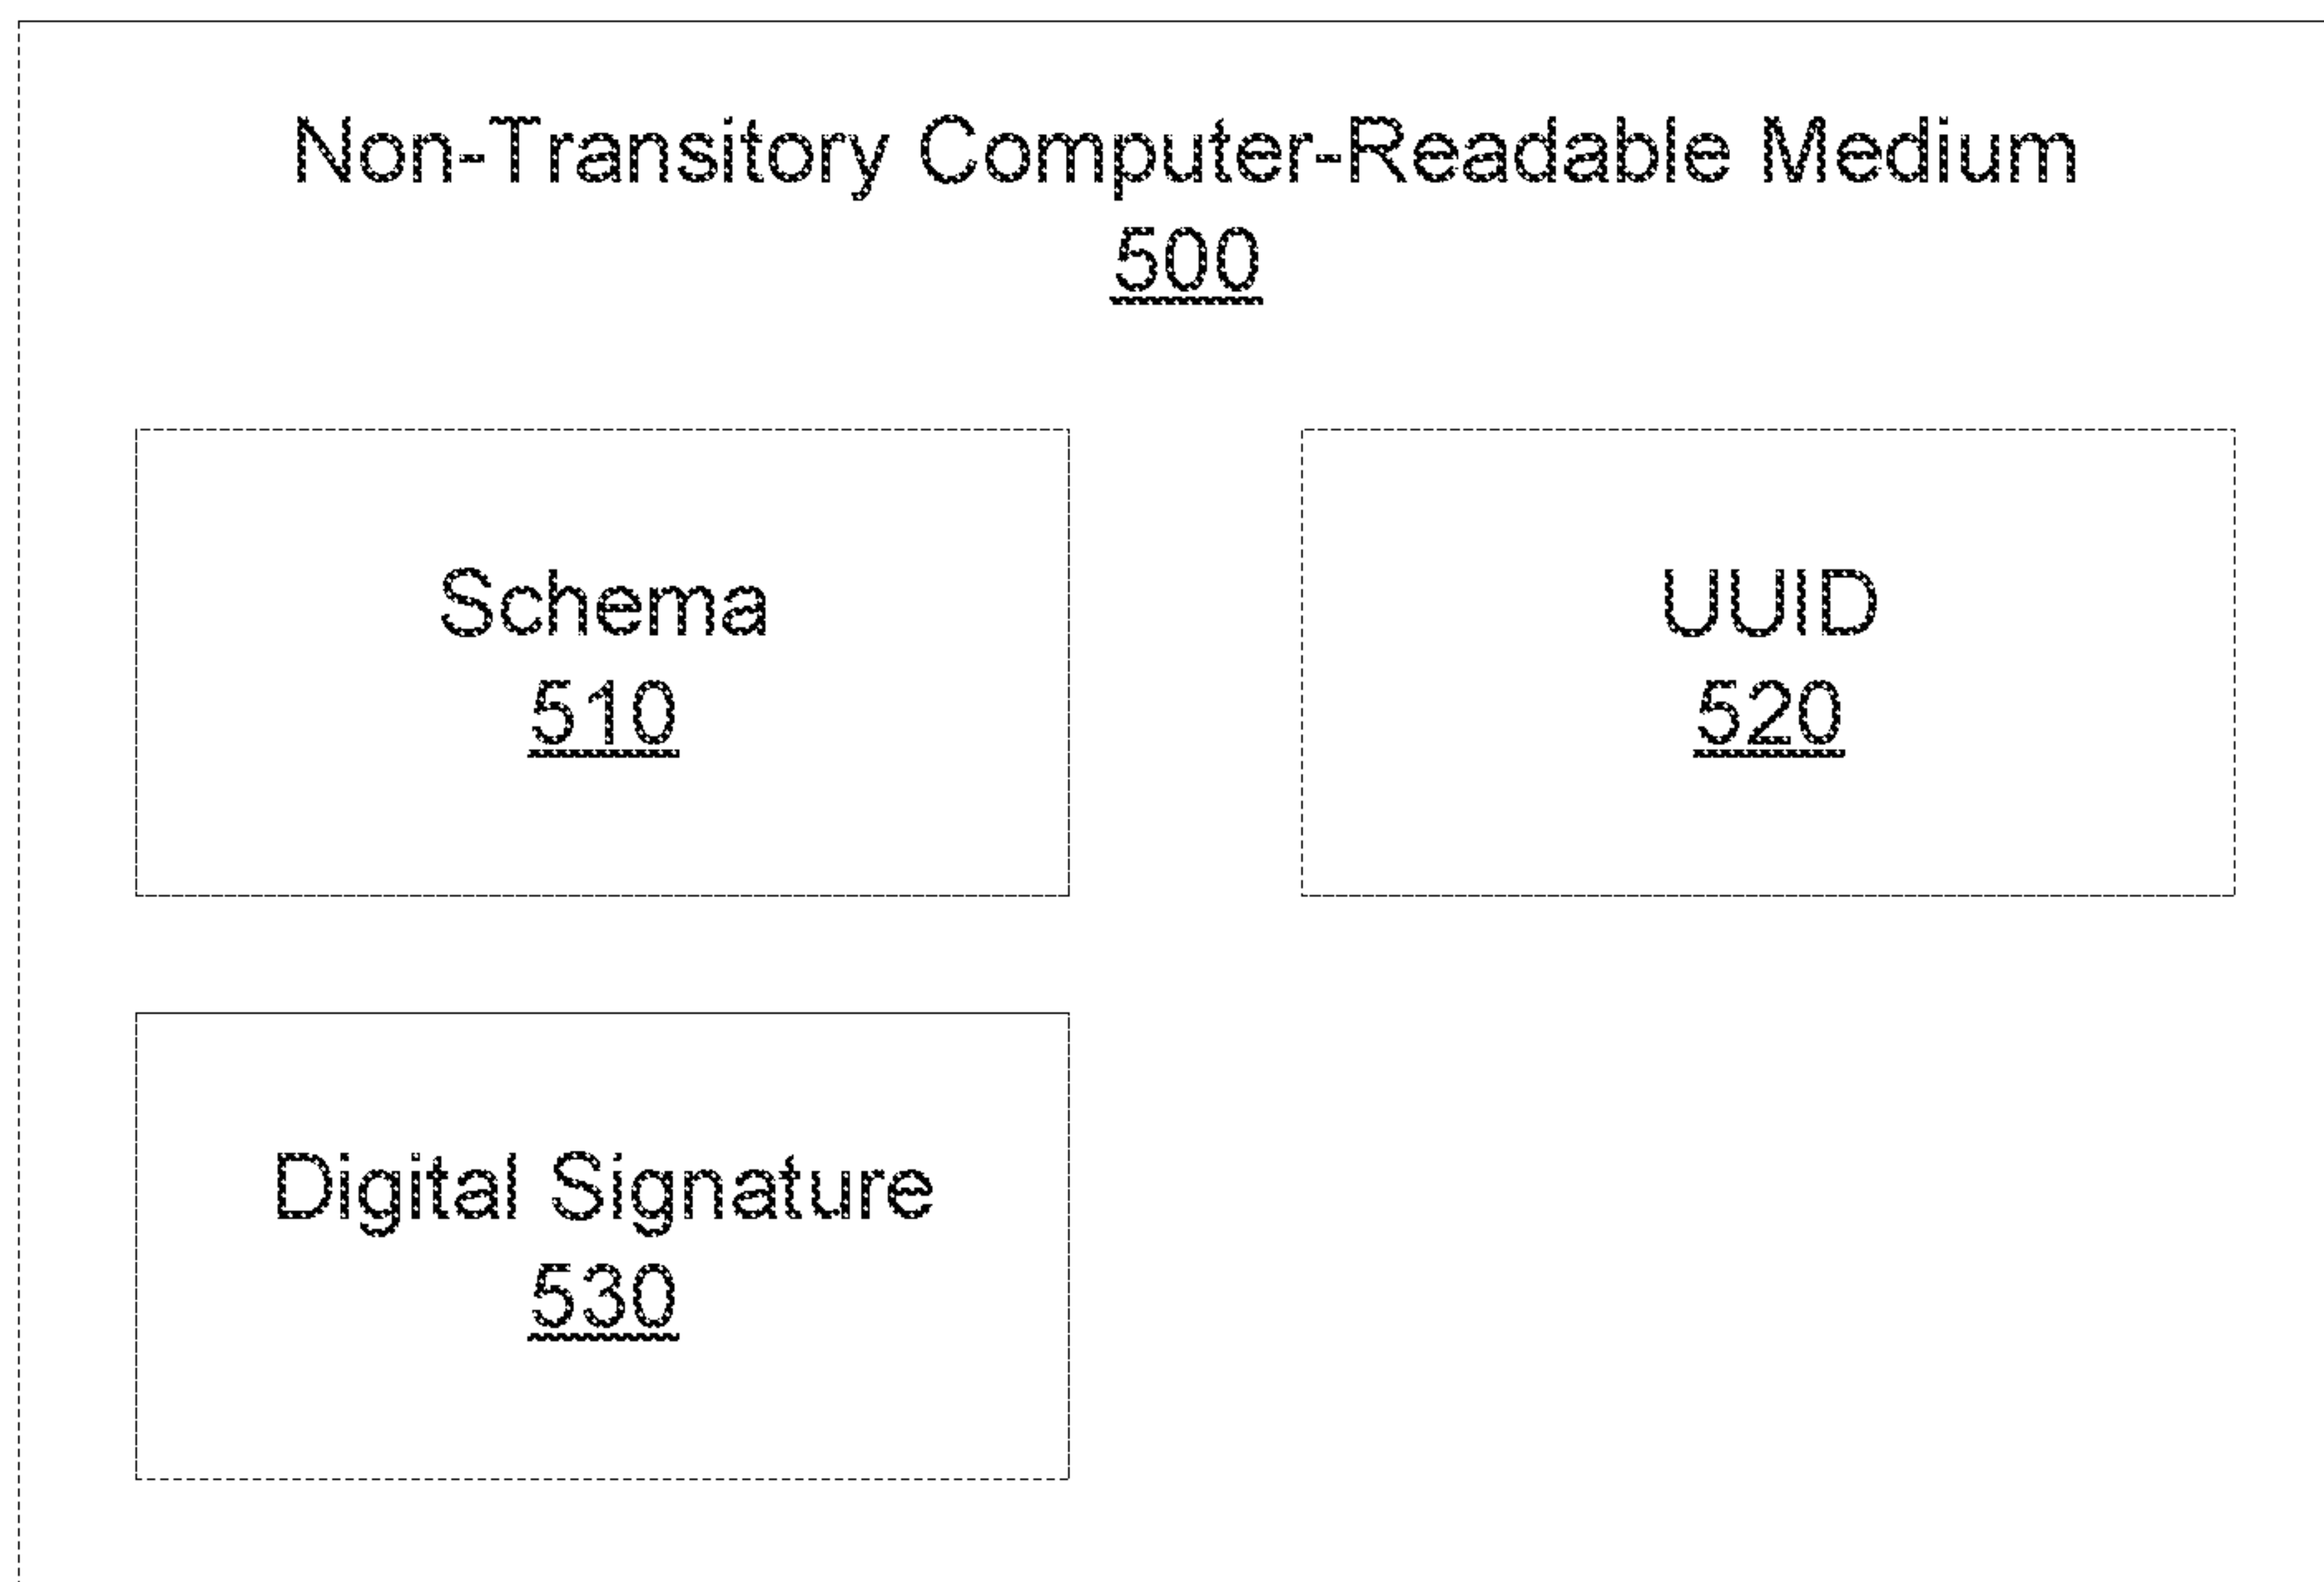 Non-Transitory Computer-Readable Medium
500
Schema
510
UUID
520
Digital Signature
530